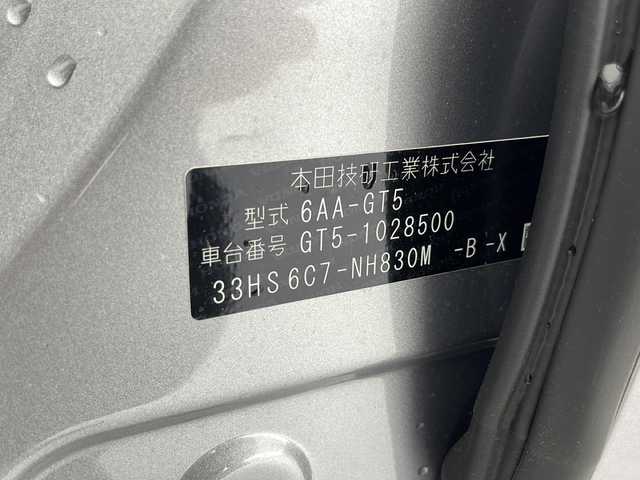 本田技研工業株式会社
型式 6AA-GT5
車台番号 GT5-1028500
33HS6C7-NH830M -B-X